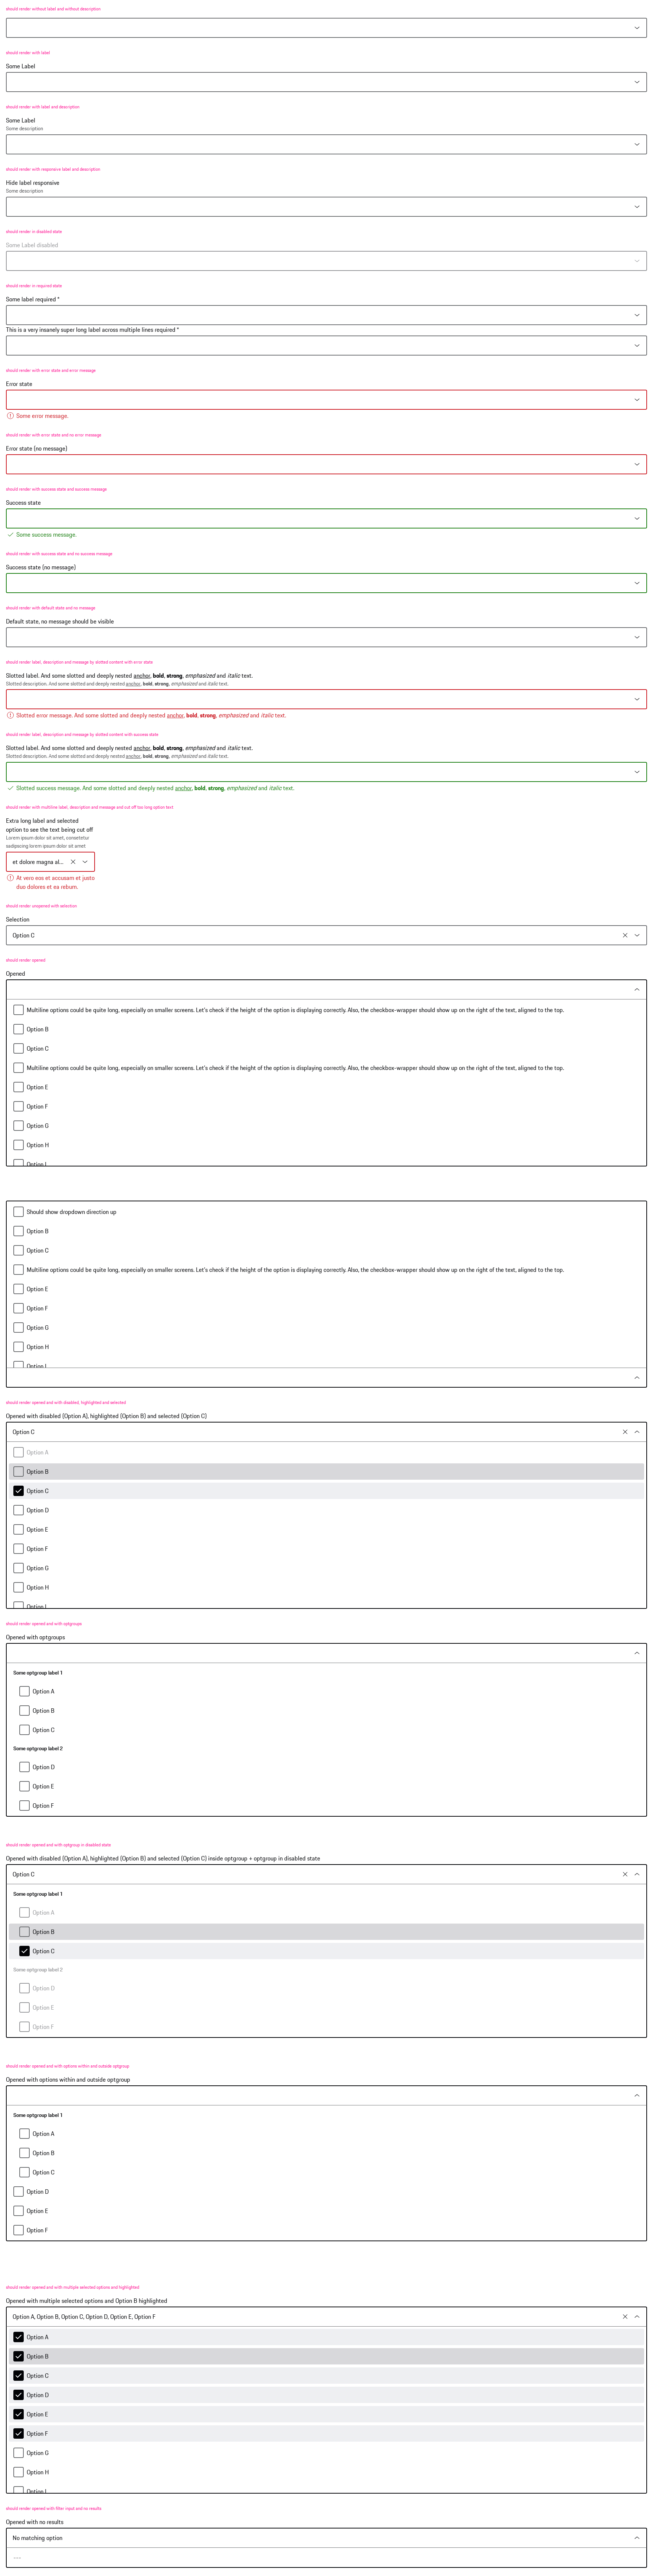 should render without label and without description
should render with label
Some Label
should render with label and description
Some Label
Some description
should render with responsive label and description
Hide label responsive
Some description
should render in disabled state
Some Label disabled
should render in required state
Some label required *
This is a very insanely super long label across multiple lines required *
should render with error state and error message
Error state
Some error message.
should render with error state and no error message
Error state (no message)
should render with success state and success message
Success state
Some success message.
should render with success state and no success message
Success state (no message)
should render with default state and no message
Default state, no message should be visible
should render label, description and message by slotted content with error state
Slotted label. And some slotted and deeply nested anchor, bold, strong, emphasized and italic text.
Slotted description. And some slotted and deeply nested anchor, bold, strong, emphasized and italic text.
Slotted error message. And some slotted and deeply nested anchor, bold, strong, emphasized and italic text.
should render label, description and message by slotted content with success state
Slotted label. And some slotted and deeply nested anchor, bold, strong, emphasized and italic text.
Slotted description. And some slotted and deeply nested anchor, bold, strong, emphasized and italic text.
Slotted success message. And some slotted and deeply nested anchor, bold, strong, emphasized and italic text.
should render with multiline label, description and message and cut off too long option text
Extra long label and selected
option to see the text being cut off
Lorem ipsum dolor sit amet, consetetur
sadipscing lorem ipsum dolor sit amet
et dolore magna al...
At vero eos et accusam et justo
duo dolores et ea rebum.
should render unopened with selection
Selection
Option C
should render opened
Opened
Multiline options could be quite long, especially on smaller screens. Let's check if the height of the option is displaying correctly. Also, the checkbox-wrapper should show up on the right of the text, aligned to the top.
Option B
Option C
Multiline options could be quite long, especially on smaller screens. Let's check if the height of the option is displaying correctly. Also, the checkbox-wrapper should show up on the right of the text, aligned to the top.
Option E
Option F
Option G
Option H
Option I
Should show dropdown direction up
Option B
Option C
Multiline options could be quite long, especially on smaller screens. Let's check if the height of the option is displaying correctly. Also, the checkbox-wrapper should show up on the right of the text, aligned to the top.
Option E
Option F
Option G
Option H
Option I
should render opened and with disabled, highlighted and selected
Opened with disabled (Option A), highlighted (Option B) and selected (Option C)
Option C
Option A
Option B
Option C
Option D
Option E
Option F
Option G
Option H
Option I
should render opened and with optgroups
Opened with optgroups
Some optgroup label 1
Option A
Option B
Option C
Some optgroup label 2
Option D
Option E
Option F
should render opened and with optgroup in disabled state
Opened with disabled (Option A), highlighted (Option B) and selected (Option C) inside optgroup + optgroup in disabled state
Option C
Some optgroup label 1
Option A
Option B
Option C
Some optgroup label 2
Option D
Option E
Option F
should render opened and with options within and outside optgroup
Opened with options within and outside optgroup
Some optgroup label 1
Option A
Option B
Option C
Option D
Option E
Option F
should render opened and with multiple selected options and highlighted
Opened with multiple selected options and Option B highlighted
Option A, Option B, Option C, Option D, Option E, Option F
Option A
Option B
Option C
Option D
Option E
Option F
Option G
Option H
Option I
should render opened with filter input and no results
Opened with no results
No matching option
---